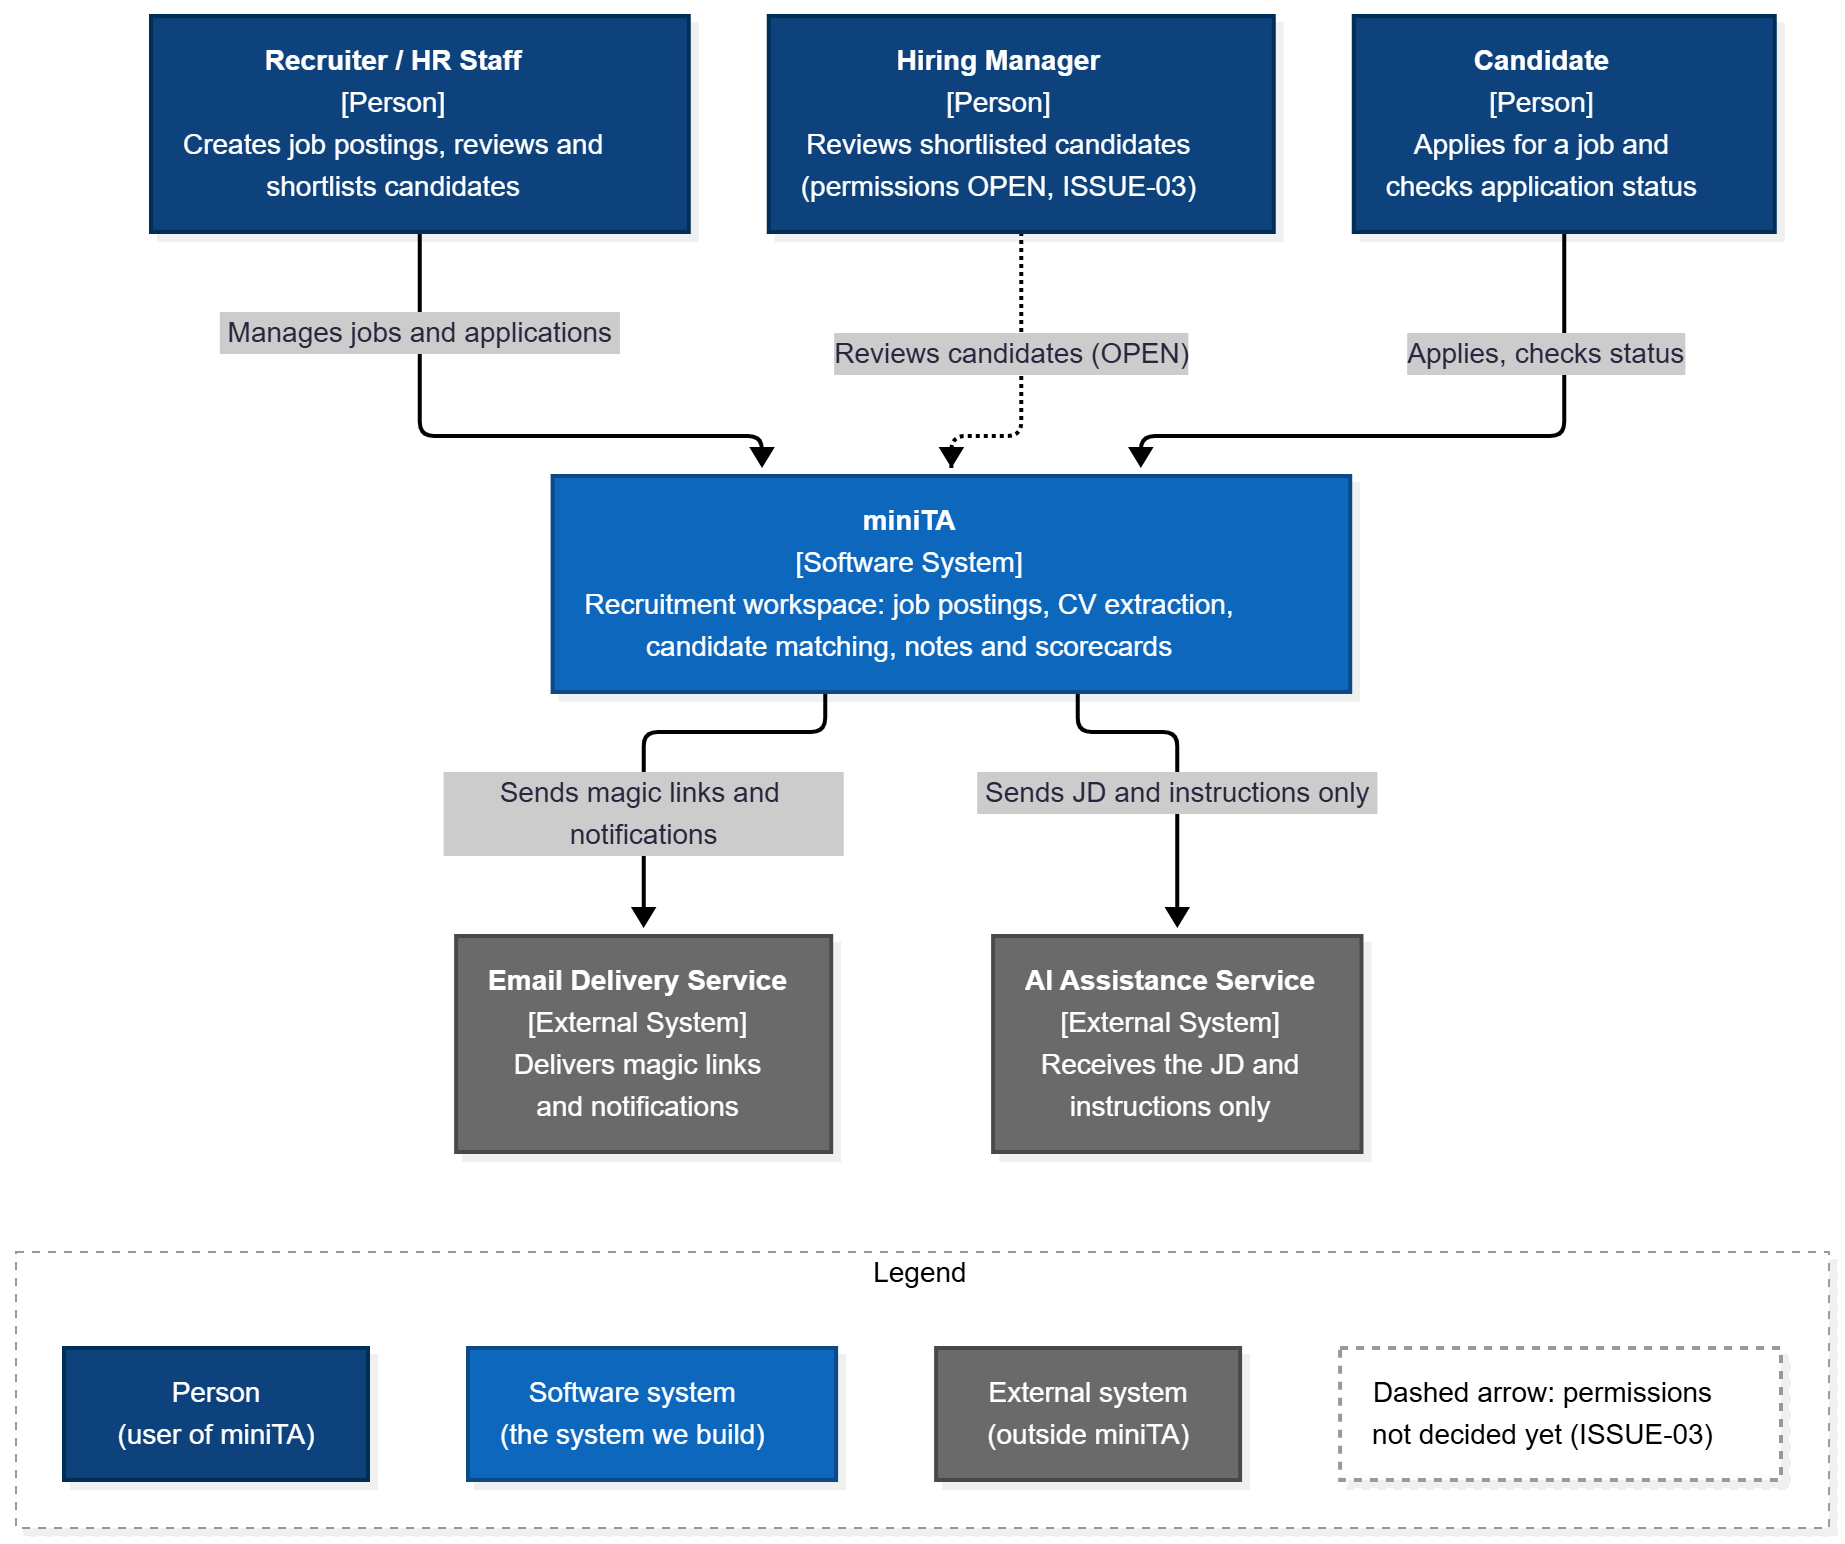 Recruiter / HR Staff
[Person]
Creates job postings, reviews and
shortlists candidates
Hiring Manager
[Person]
Reviews shortlisted candidates
(permissions OPEN, ISSUE-03)
Candidate
[Person]
Applies for a job and
checks application status
Manages jobs and applications
Reviews candidates (OPEN)
Applies, checks status
miniTA
[Software System]
Recruitment workspace: job postings, CV extraction,
candidate matching, notes and scorecards
Sends magic links and
notifications
Sends JD and instructions only
Email Delivery Service
[External System]
Delivers magic links
and notifications
AI Assistance Service
[External System]
Receives the JD and
instructions only
Legend
Person
(user of miniTA)
Software system
(the system we build)
External system
(outside miniTA)
Dashed arrow: permissions
not decided yet (ISSUE-03)